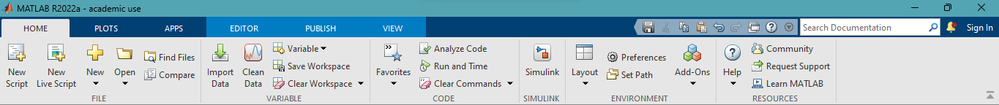 MATLAB R2022a - academic use
HOME PLOTS APPS EDITOR PUBLISH VIEW Search Documentation Sign In
New Script
New Live Script
New
Open
Find Files
Compare
FILE
Import Data
Clean Data
Variable
Save Workspace
Clear Workspace
VARIABLE
Favorites
Analyze Code
Run and Time
Clear Commands
CODE
Simulink
SIMULINK
Layout
Preferences
Set Path
Add-Ons
ENVIRONMENT
Help
Community
Request Support
Learn MATLAB
RESOURCES